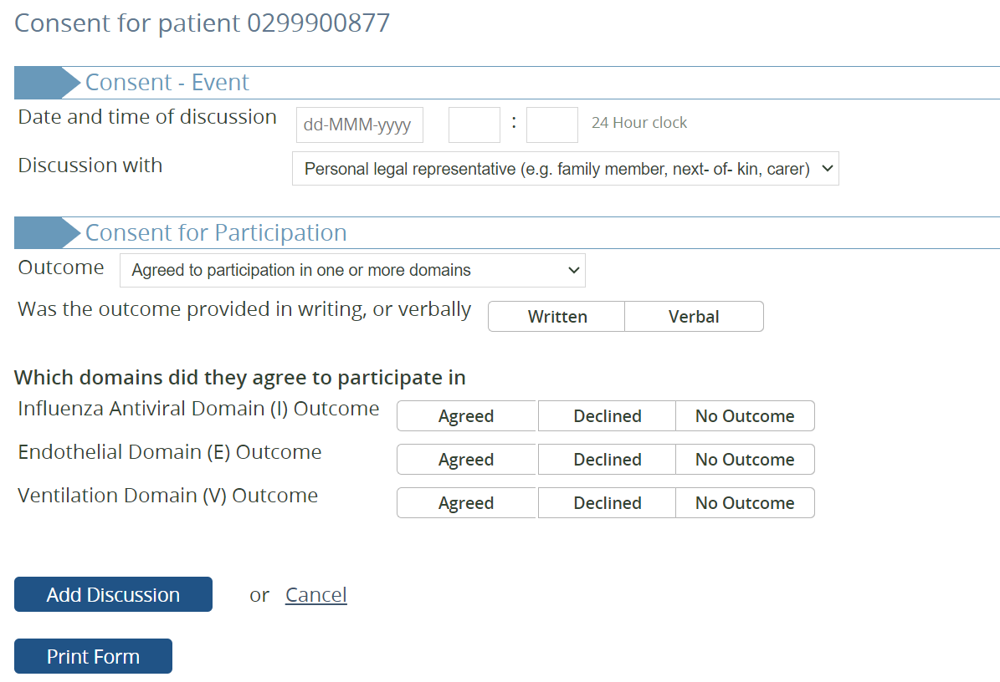 Consent for patient 0299900877
Consent - Event
Date and time of discussion dd-MMM-yyyy : 24 Hour clock
Discussion with Personal legal representative (e.g. family member, next- of- kin, carer)
Consent for Participation
Outcome Agreed to participation in one or more domains
Was the outcome provided in writing, or verbally Written Verbal
Which domains did they agree to participate in
Influenza Antiviral Domain (I) Outcome Agreed Declined No Outcome
Endothelial Domain (E) Outcome Agreed Declined No Outcome
Ventilation Domain (V) Outcome Agreed Declined No Outcome
Add Discussion or Cancel
Print Form